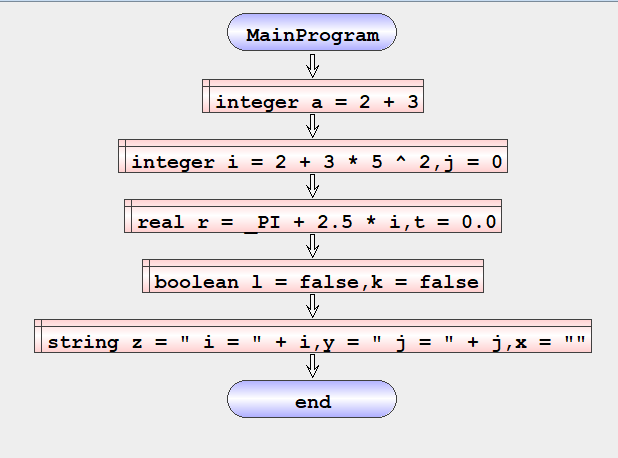 MainProgram
integer a = 2 + 3
integer i = 2 + 3 * 5 ^ 2,j = 0
real r = _PI + 2.5 * i,t = 0.0
boolean l = false,k = false
string z = " i = " + i,y = " j = " + j,x = ""
end